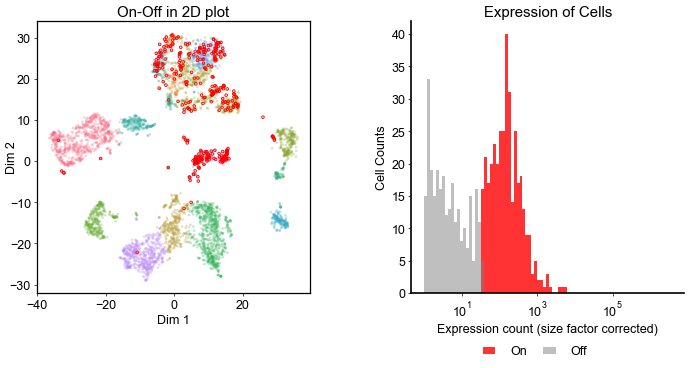 On-Off in 2D plot
Dim 2
30
20
10
0
−10
−20
−30
−40
−20
0
20
Dim 1
Expression of Cells
Cell Counts
40
35
30
25
20
15
10
5
0
10^1
10^3
10^5
Expression count (size factor corrected)
On
Off